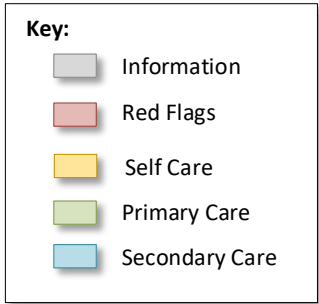 Key:
Information
Red Flags
Self Care
Primary Care
Secondary Care